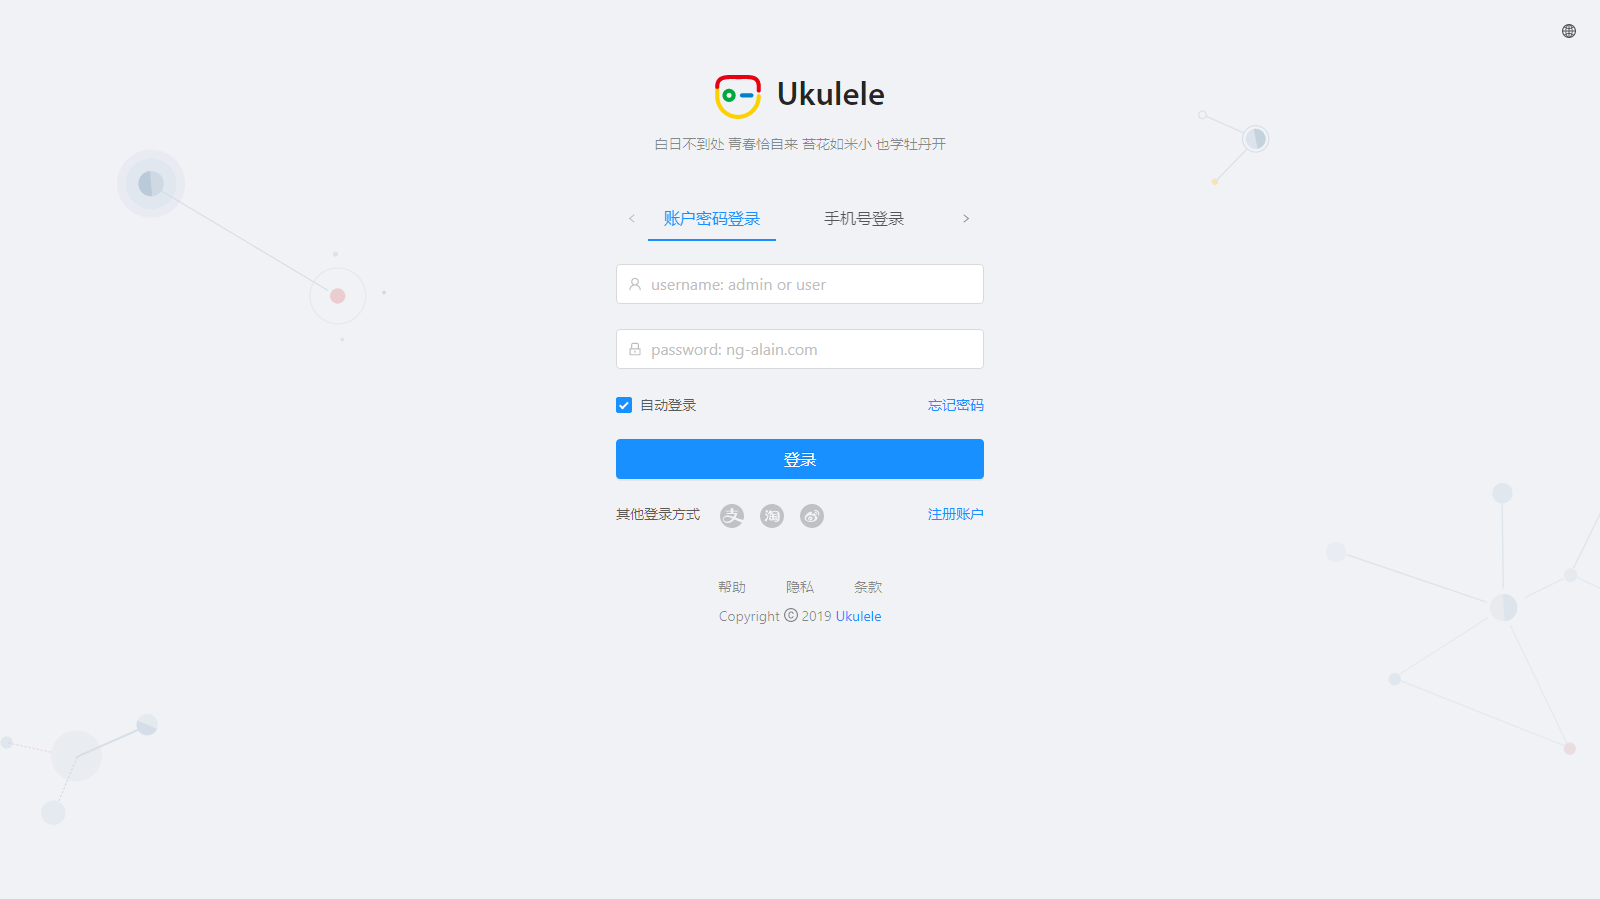 Ukulele
白日不到处 青春恰自来 苔花如米小 也学牡丹开
账户密码登录 手机号登录
username: admin or user
password: ng-alain.com
自动登录 忘记密码
登录
其他登录方式 支 淘 注册账户
帮助 隐私 条款
Copyright © 2019 Ukulele